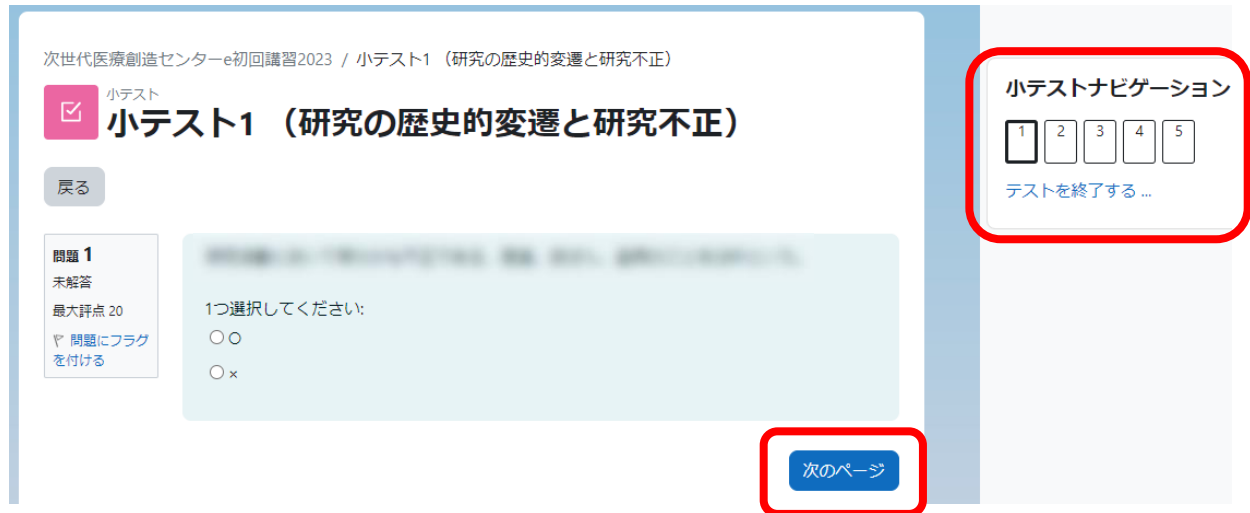 次世代医療創造センターe初回講習2023 / 小テスト1 （研究の歴史的変遷と研究不正）
小テスト
小テスト1 （研究の歴史的変遷と研究不正）
戻る
問題 1
未解答
最大評点 20
問題にフラグ
を付ける
1つ選択してください:
○
×
次のページ
小テストナビゲーション
1 2 3 4 5
テストを終了する ...